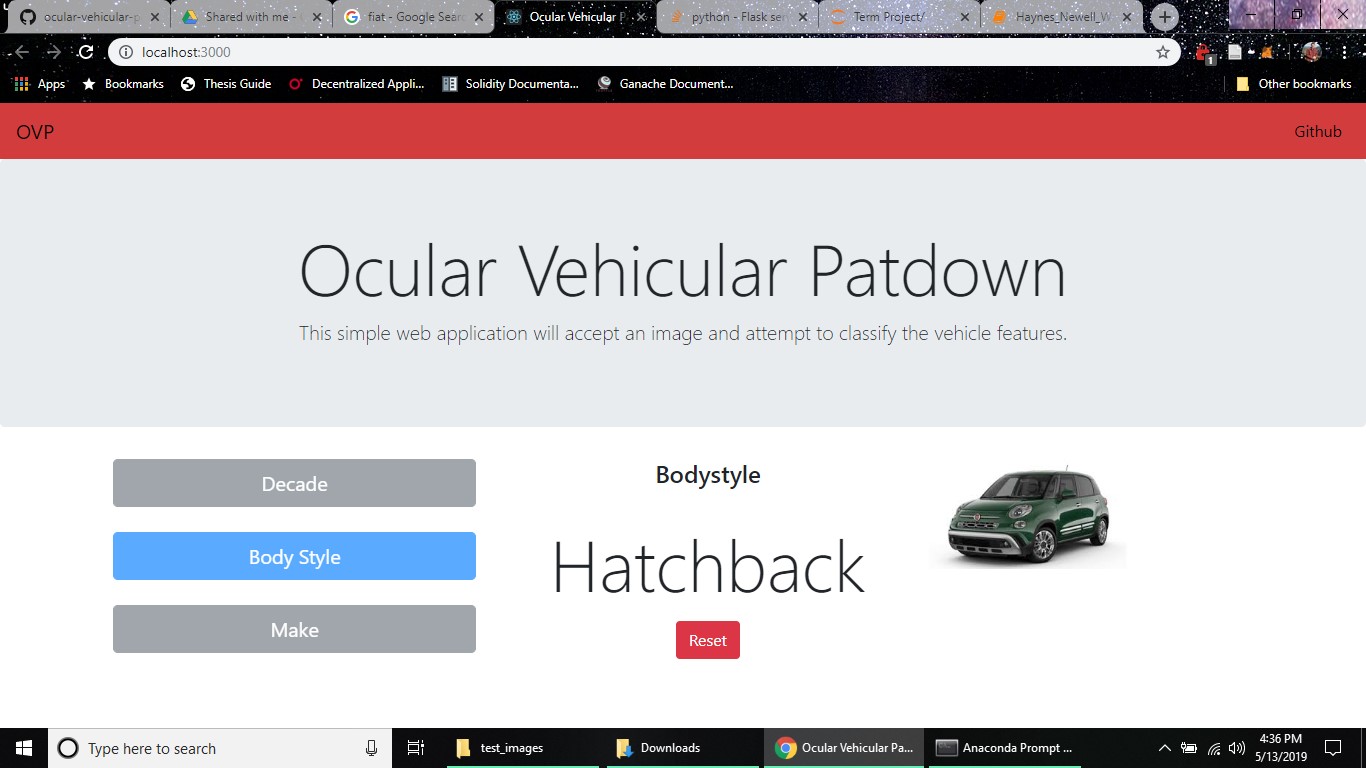 ocular-vehicular-p
Shared with me -
fiat - Google Sear
Ocular Vehicular P
python - Flask se
Term Project/
Haynes_Newell_W
localhost:3000
1
Apps
Bookmarks
Thesis Guide
Decentralized Appli...
Solidity Documenta...
Ganache Document...
Other bookmarks
OVP
Github
Ocular Vehicular Patdown
This simple web application will accept an image and attempt to classify the vehicle features.
Decade
Body Style
Make
Bodystyle
Hatchback
Reset
Type here to search
test_images
Downloads
Ocular Vehicular Pa...
Anaconda Prompt ...
4:36 PM
5/13/2019